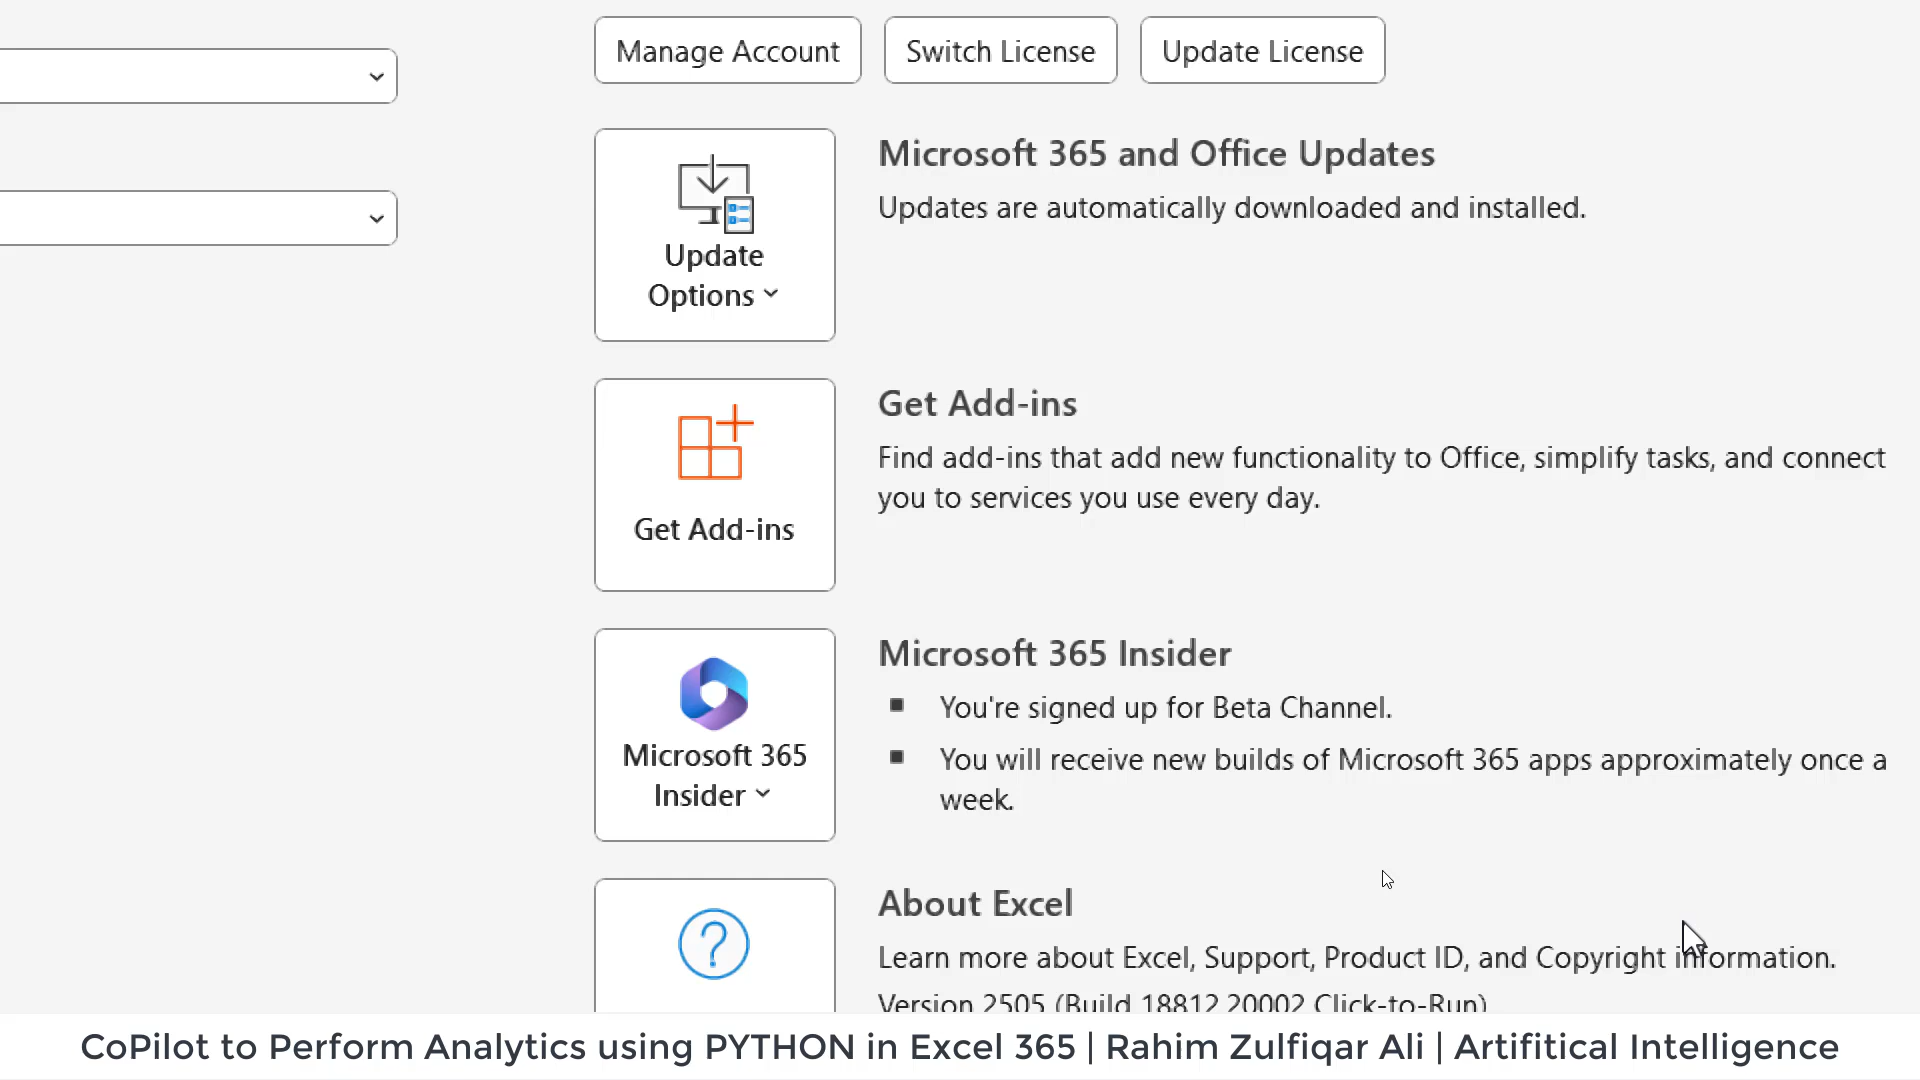 Manage Account
Switch License
Update License
Update
Options
Microsoft 365 and Office Updates
Updates are automatically downloaded and installed.
Get Add-ins
Get Add-ins
Find add-ins that add new functionality to Office, simplify tasks, and connect
you to services you use every day.
Microsoft 365
Insider
Microsoft 365 Insider
You're signed up for Beta Channel.
You will receive new builds of Microsoft 365 apps approximately once a
week.
About Excel
Learn more about Excel, Support, Product ID, and Copyright information.
Version 2505 (Build 18812.20002 Click-to-Run)
CoPilot to Perform Analytics using PYTHON in Excel 365 | Rahim Zulfiqar Ali | Artifitical Intelligence